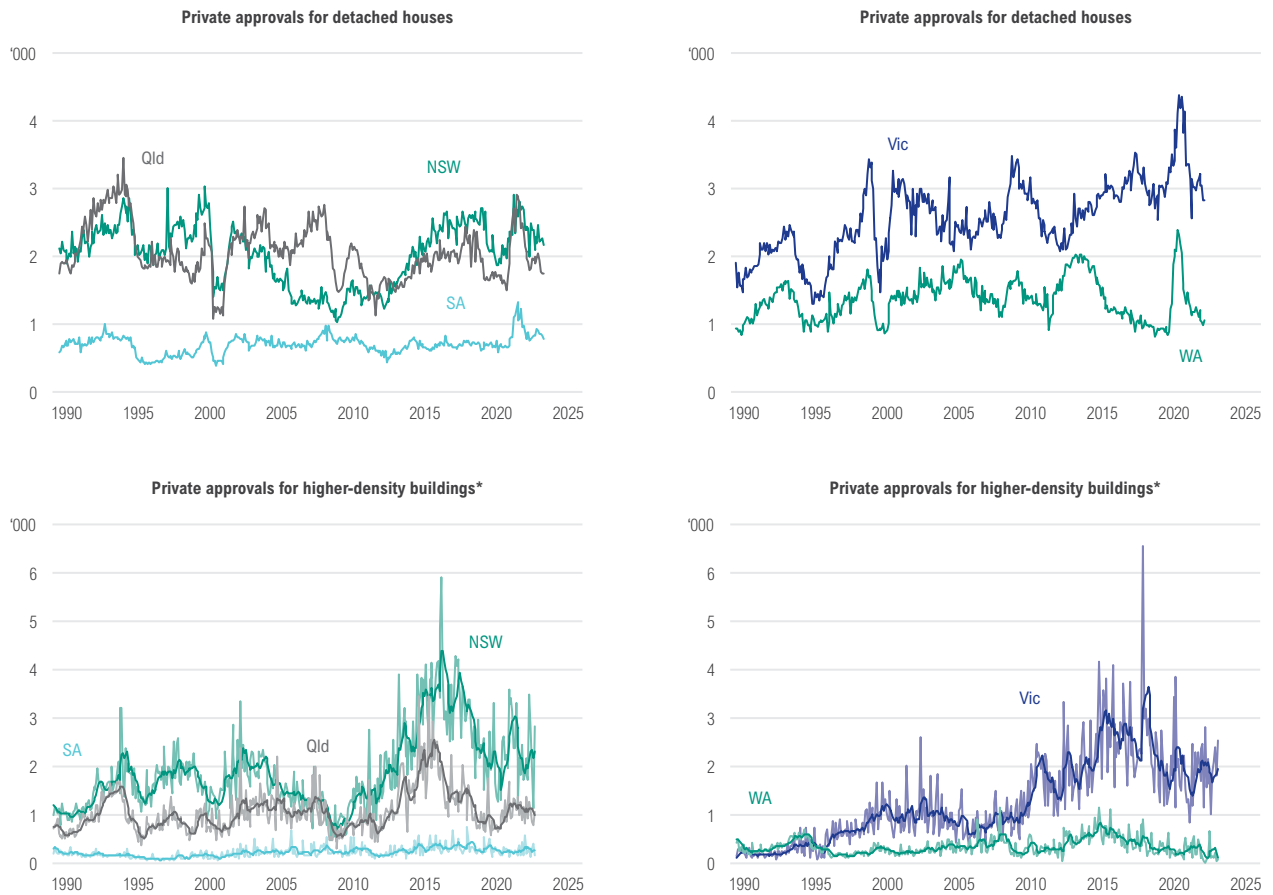 Private approvals for detached houses
'000
4
3
2
1
0
Qld
NSW
SA
1990 1995 2000 2005 2010 2015 2020 2025
Private approvals for detached houses
'000
4
3
2
1
0
Vic
WA
1990 1995 2000 2005 2010 2015 2020 2025
Private approvals for higher-density buildings*
'000
6
5
4
3
2
1
0
NSW
SA
Qld
1990 1995 2000 2005 2010 2015 2020 2025
Private approvals for higher-density buildings*
'000
6
5
4
3
2
1
0
Vic
WA
1990 1995 2000 2005 2010 2015 2020 2025